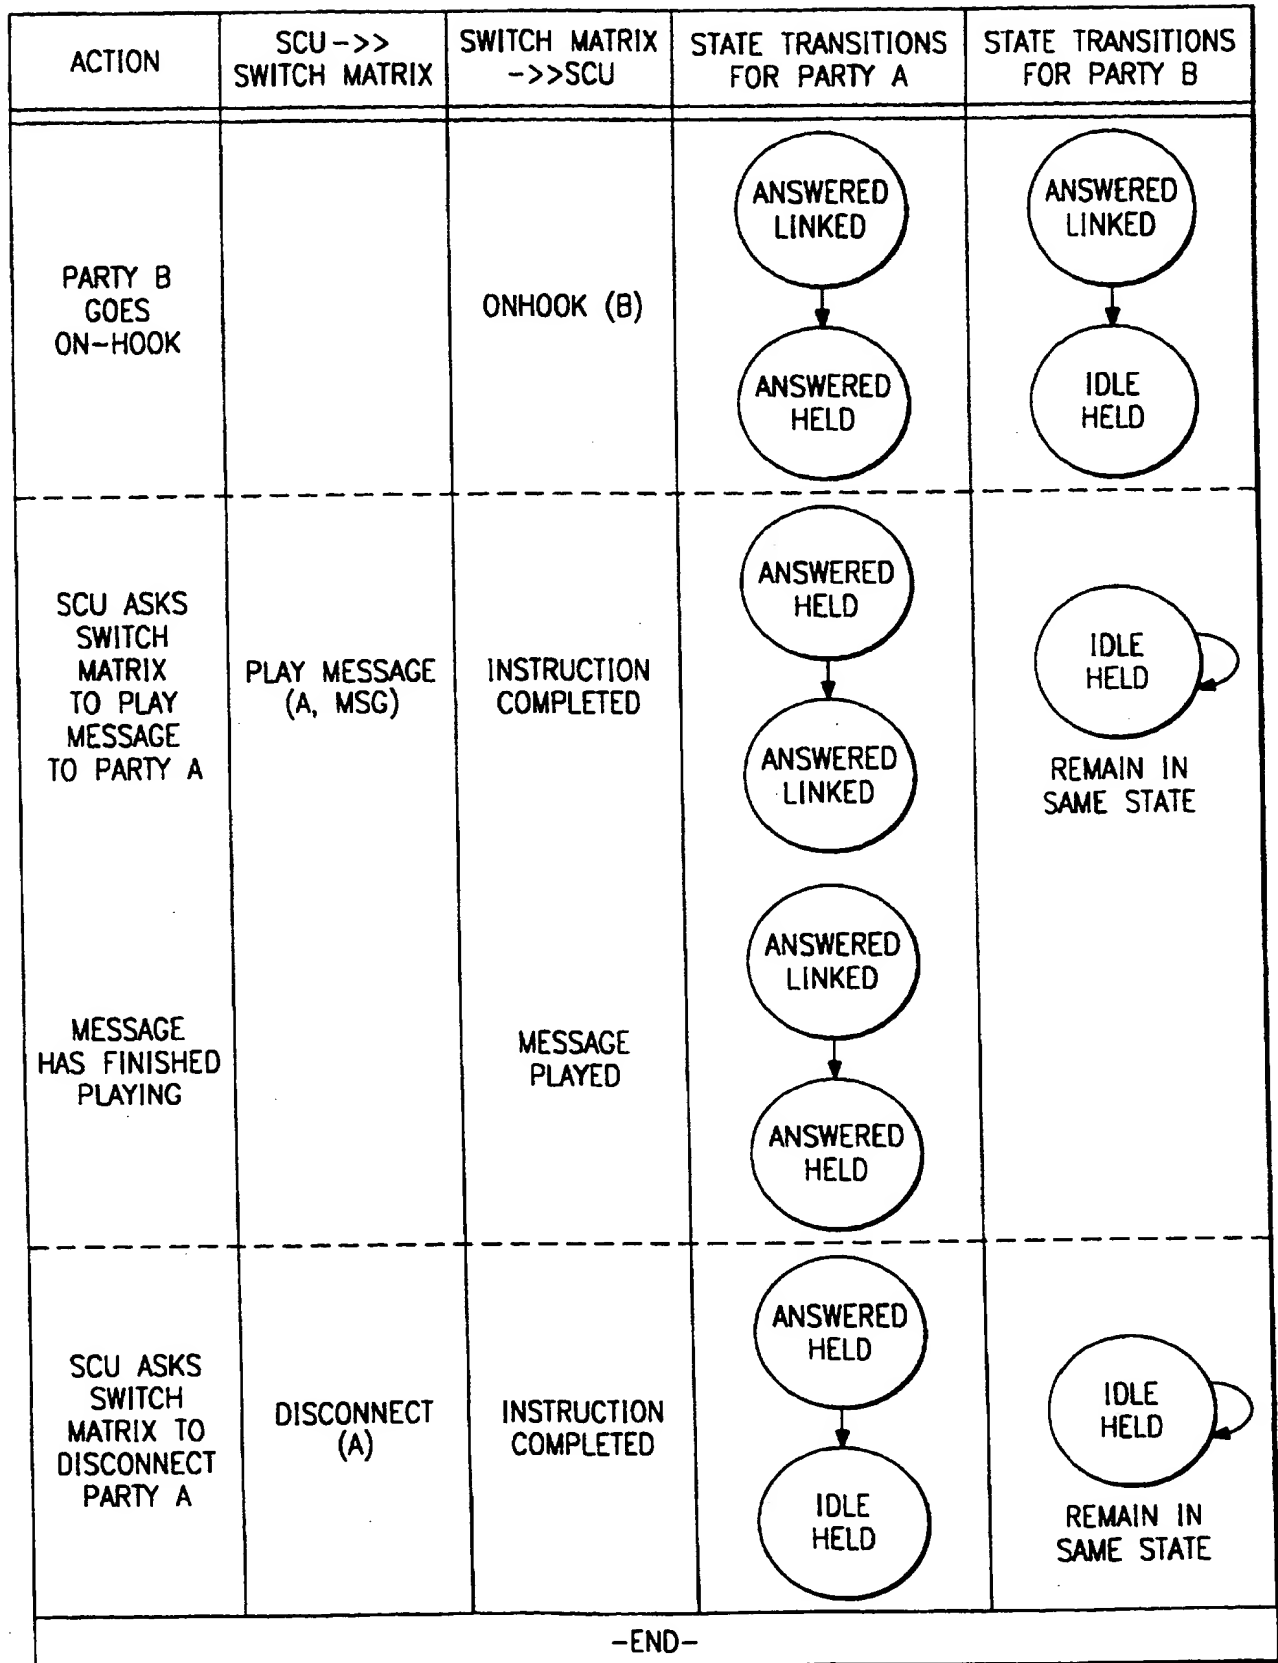 ACTION
SCU->>
SWITCH MATRIX
SWITCH MATRIX
->>SCU
STATE TRANSITIONS
FOR PARTY A
STATE TRANSITIONS
FOR PARTY B
PARTY B
GOES
ON-HOOK
ONHOOK (B)
ANSWERED
LINKED
ANSWERED
HELD
ANSWERED
LINKED
IDLE
HELD
SCU ASKS
SWITCH
MATRIX
TO PLAY
MESSAGE
TO PARTY A
PLAY MESSAGE
(A, MSG)
INSTRUCTION
COMPLETED
ANSWERED
HELD
ANSWERED
LINKED
IDLE
HELD
REMAIN IN
SAME STATE
MESSAGE
HAS FINISHED
PLAYING
MESSAGE
PLAYED
ANSWERED
LINKED
ANSWERED
HELD
SCU ASKS
SWITCH
MATRIX TO
DISCONNECT
PARTY A
DISCONNECT
(A)
INSTRUCTION
COMPLETED
ANSWERED
HELD
IDLE
HELD
IDLE
HELD
REMAIN IN
SAME STATE
-END-